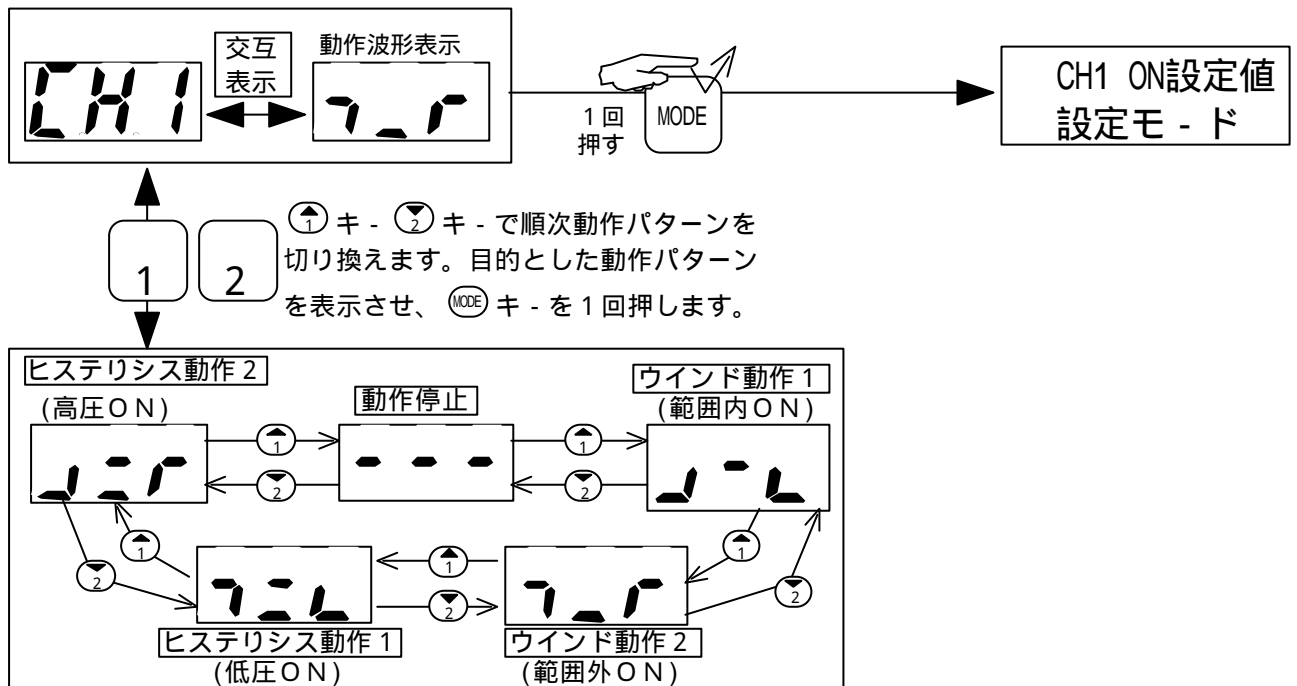 交互
表示
動作波形表示
CH1
1回
押す
MODE
CH1 ON設定値
設定モ-ド
1
2
1キ-2キ-で順次動作パターンを
切り換えます。目的とした動作パターン
を表示させ、MODEキ-を1回押します。
ヒステリシス動作2
(高圧ON)
動作停止
ウインド動作1
(範囲内ON)
1
1
2
2
1
1
1
2
2
2
ヒステリシス動作1
(低圧ON)
ウインド動作2
(範囲外ON)